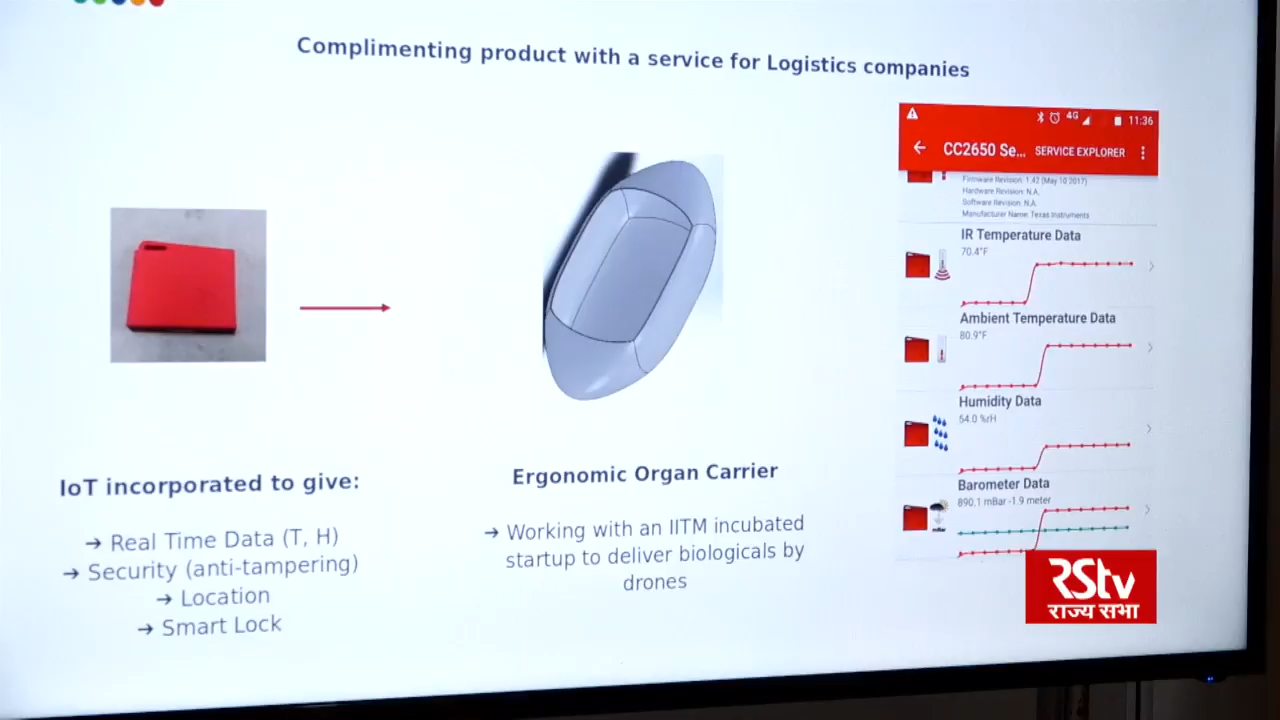 Complimenting product with a service for Logistics companies
4G 11:36
CC2650 Se... SERVICE EXPLORER
Firmware Revision: 1.42 (May 10 2017)
Hardware Revision: N.A.
Software Revision: N.A.
Manufacturer Name: Texas Instruments
IR Temperature Data
70.4°F
Ambient Temperature Data
80.9°F
Humidity Data
54.0 %rH
Barometer Data
890.1 mBar -1.9 meter
IoT incorporated to give:
→ Real Time Data (T, H)
→ Security (anti-tampering)
→ Location
→ Smart Lock
Ergonomic Organ Carrier
→ Working with an IITM incubated
startup to deliver biologicals by
drones
RSTV
राज्य सभा